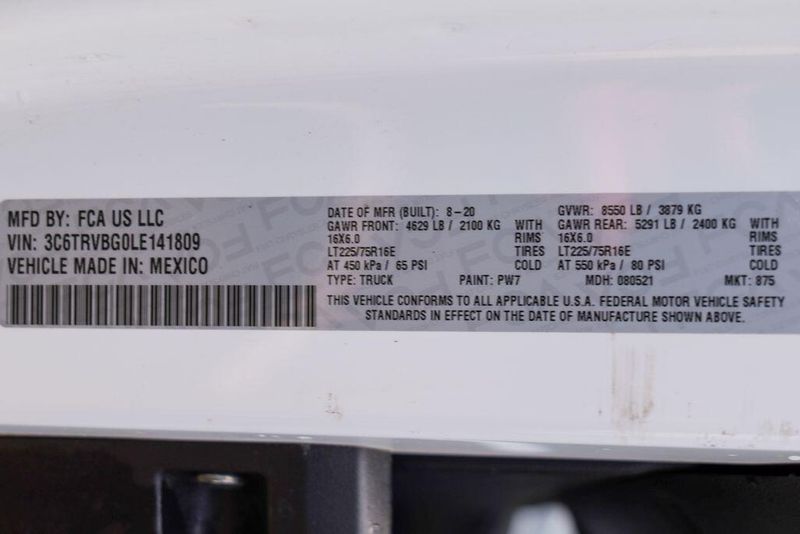 MFD BY: FCA US LLC
VIN: 3C6TRVBG0LE141809
VEHICLE MADE IN: MEXICO
DATE OF MFR (BUILT): 8-20
GAWR FRONT: 4629 LB / 2100 KG WITH
16X6.0 RIMS
LT225/75R16E TIRES
AT 450 kPa / 65 PSI COLD
TYPE: TRUCK PAINT: PW7
GVWR: 8550 LB / 3879 KG
GAWR REAR: 5291 LB / 2400 KG WITH
16X6.0 RIMS
LT225/75R16E TIRES
AT 550 kPa / 80 PSI COLD
MDH: 080521 MKT: 875
THIS VEHICLE CONFORMS TO ALL APPLICABLE U.S.A. FEDERAL MOTOR VEHICLE SAFETY
STANDARDS IN EFFECT ON THE DATE OF MANUFACTURE SHOWN ABOVE.